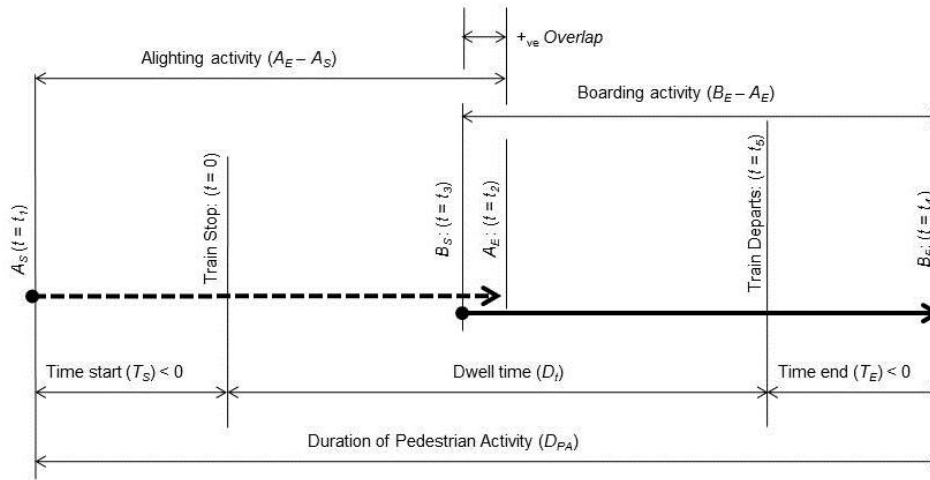 +ve Overlap
Alighting activity (AE – AS)
Boarding activity (BE – AE)
AS (t = t1)
Train Stop: (t = 0)
BS: (t = t3)
AE: (t = t2)
Train Departs: (t = t5)
BE: (t = t4)
Time start (TS) < 0
Dwell time (Dt)
Time end (TE) < 0
Duration of Pedestrian Activity (DPA)